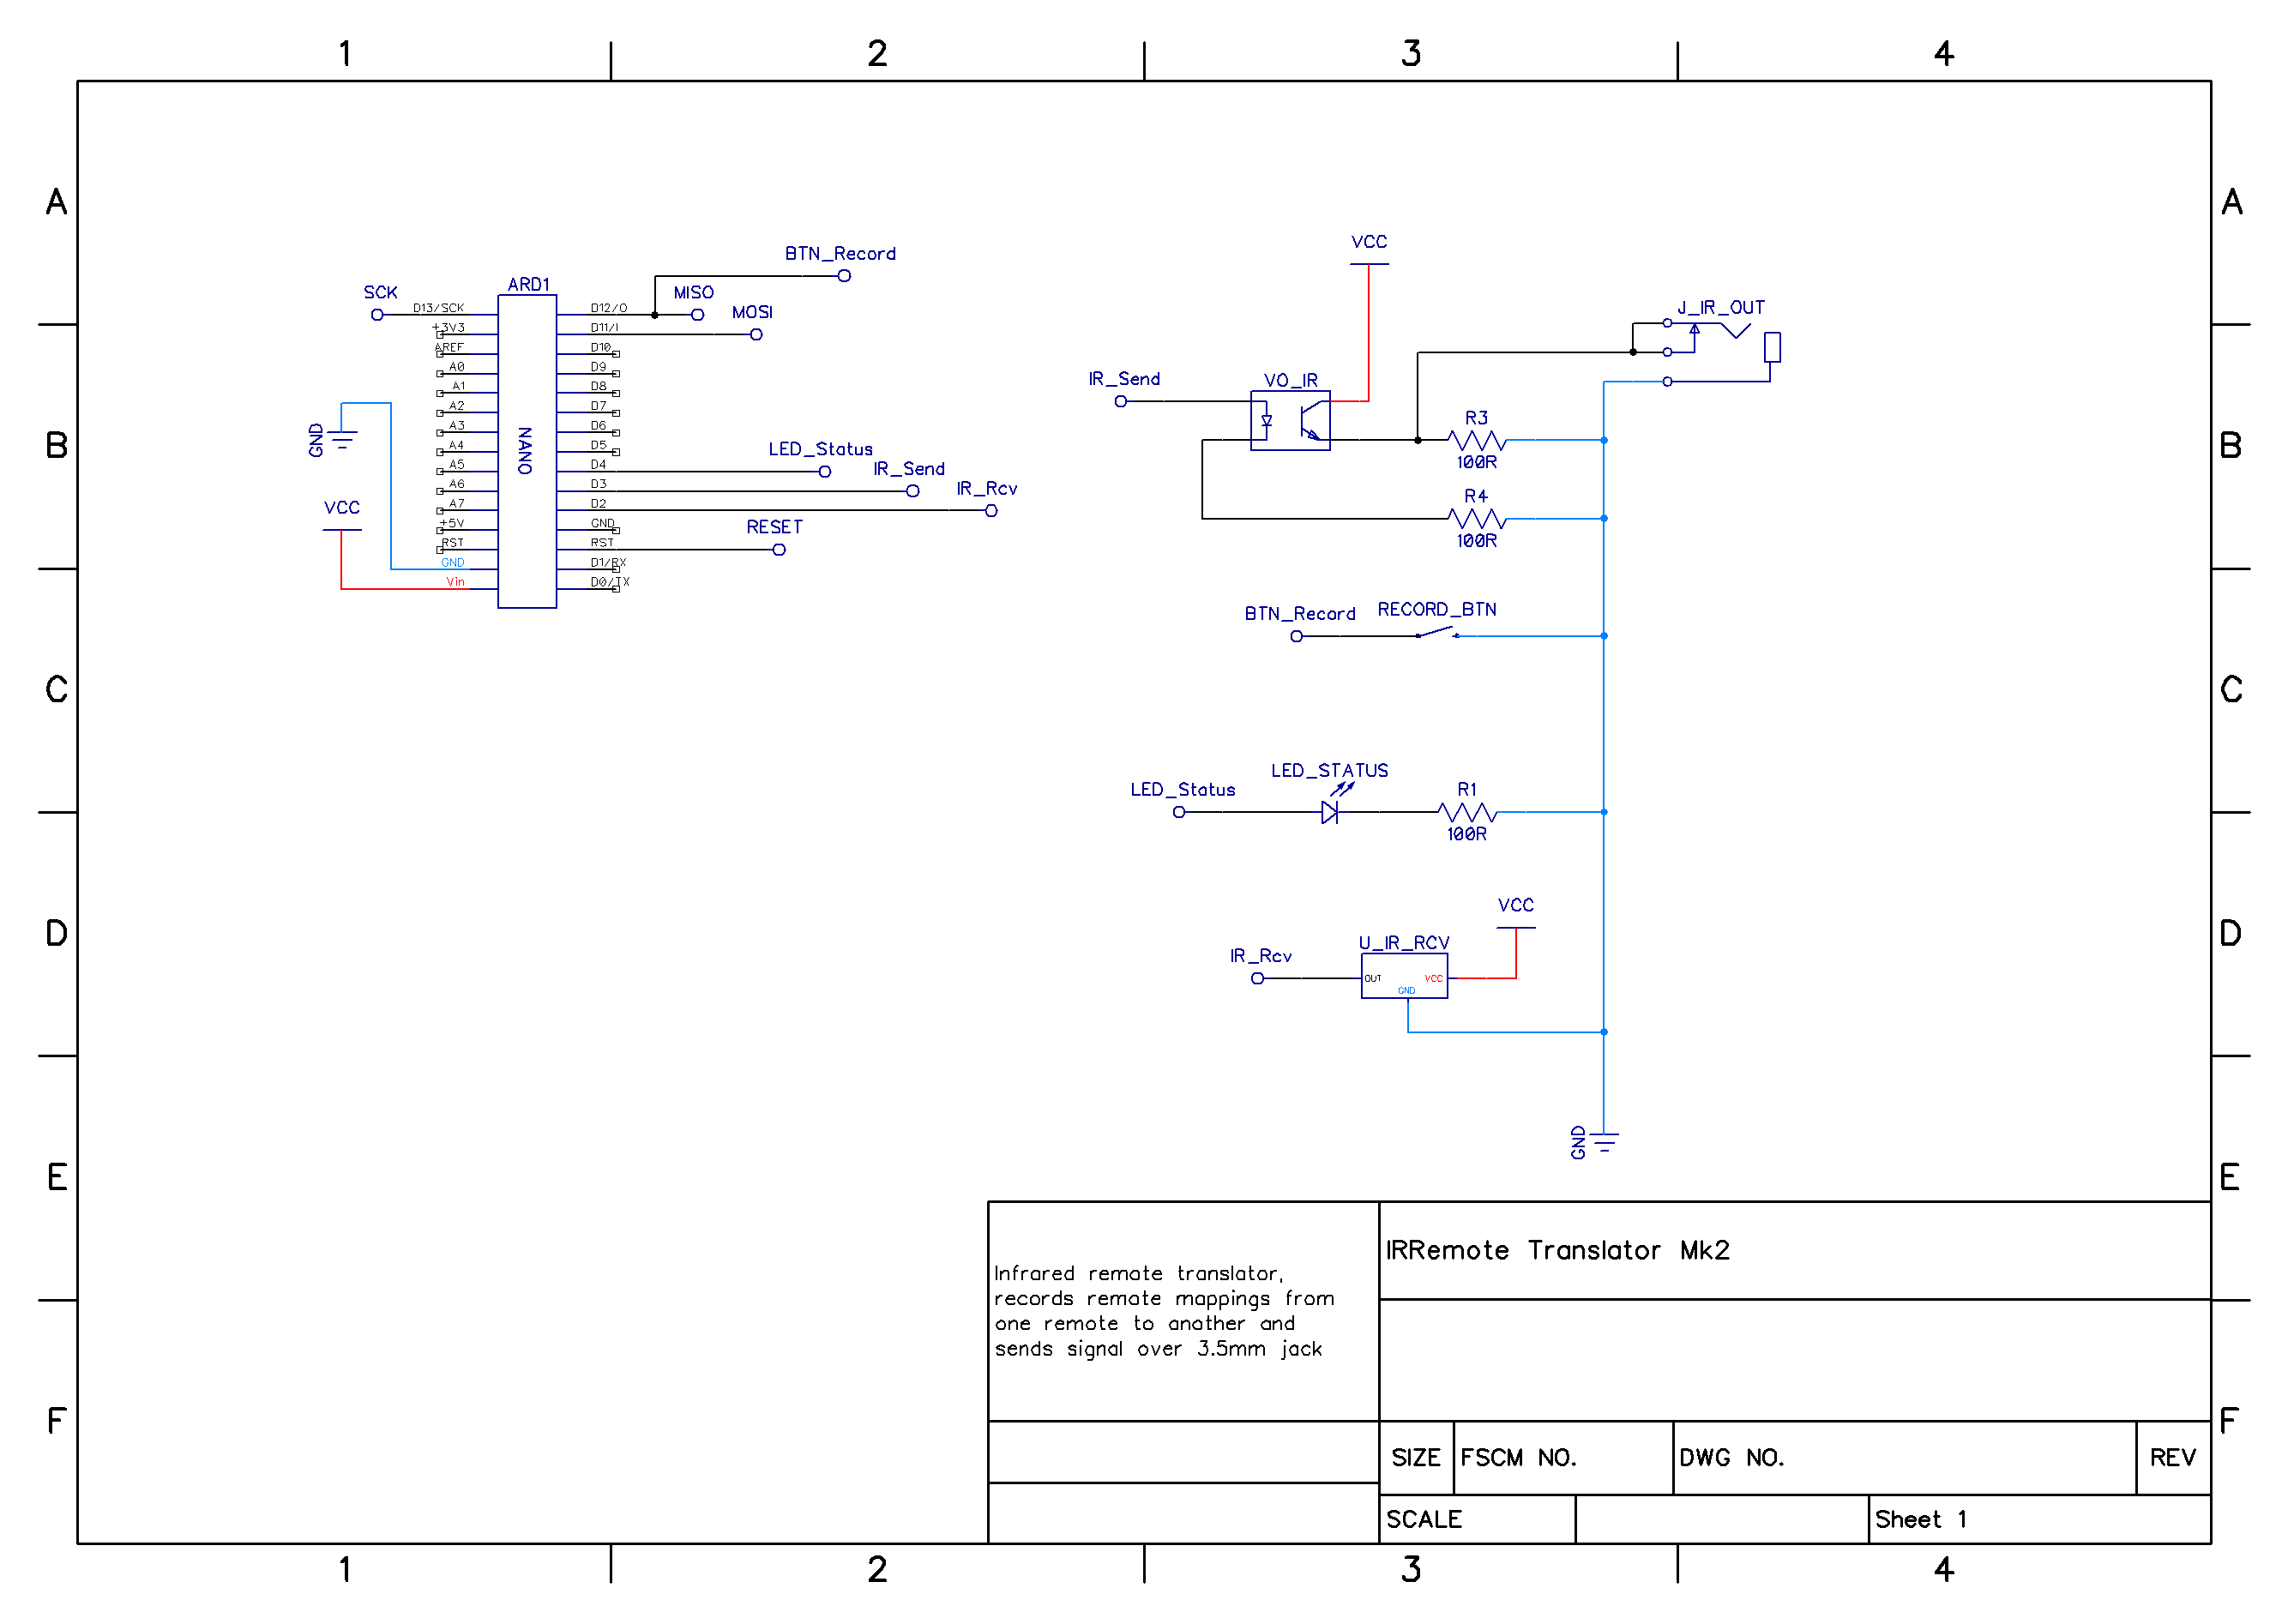 1 2 3 4
A A
B B
C C
D D
E E
F F
1 2 3 4
BTN_Record
SCK
ARD1
MISO
MOSI
D13/SCK
+3V3
AREF
A0
A1
A2
A3
A4
A5
A6
A7
+5V
RST
GND
Vin
NANO
D12/O
D11/I
D10
D9
D8
D7
D6
D5
D4
D3
D2
GND
RST
D1/RX
D0/TX
GND
VCC
LED_Status
IR_Send
IR_Rcv
RESET
VCC
J_IR_OUT
IR_Send
VO_IR
R3
100R
R4
100R
BTN_Record
RECORD_BTN
LED_STATUS
LED_Status
R1
100R
VCC
U_IR_RCV
IR_Rcv
OUT
VCC
GND
GND
Infrared remote translator,
records remote mappings from
one remote to another and
sends signal over 3.5mm jack
IRRemote Translator Mk2
SIZE FSCM NO. DWG NO. REV
SCALE Sheet 1